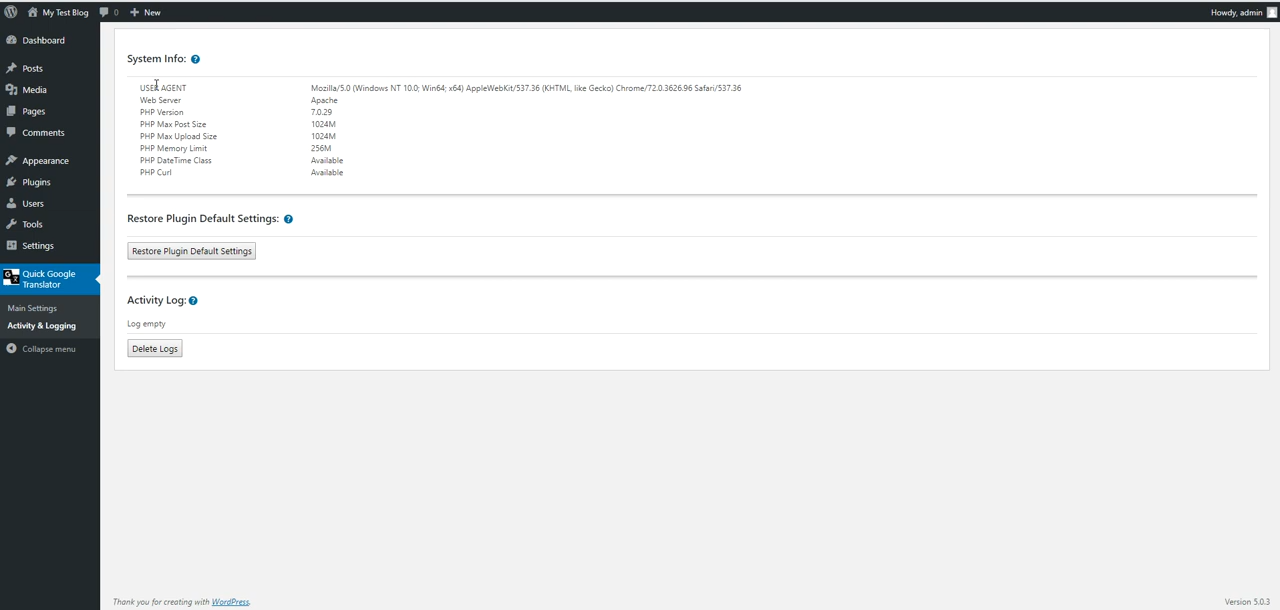 My Test Blog 0 New Howdy, admin
Dashboard
Posts
Media
Pages
Comments
Appearance
Plugins
Users
Tools
Settings
Quick Google
Translator
Main Settings
Activity & Logging
Collapse menu
System Info:
USER AGENT Mozilla/5.0 (Windows NT 10.0; Win64; x64) AppleWebKit/537.36 (KHTML, like Gecko) Chrome/72.0.3626.96 Safari/537.36
Web Server Apache
PHP Version 7.0.29
PHP Max Post Size 1024M
PHP Max Upload Size 1024M
PHP Memory Limit 256M
PHP DateTime Class Available
PHP Curl Available
Restore Plugin Default Settings:
Restore Plugin Default Settings
Activity Log:
Log empty
Delete Logs
Thank you for creating with WordPress. Version 5.0.3